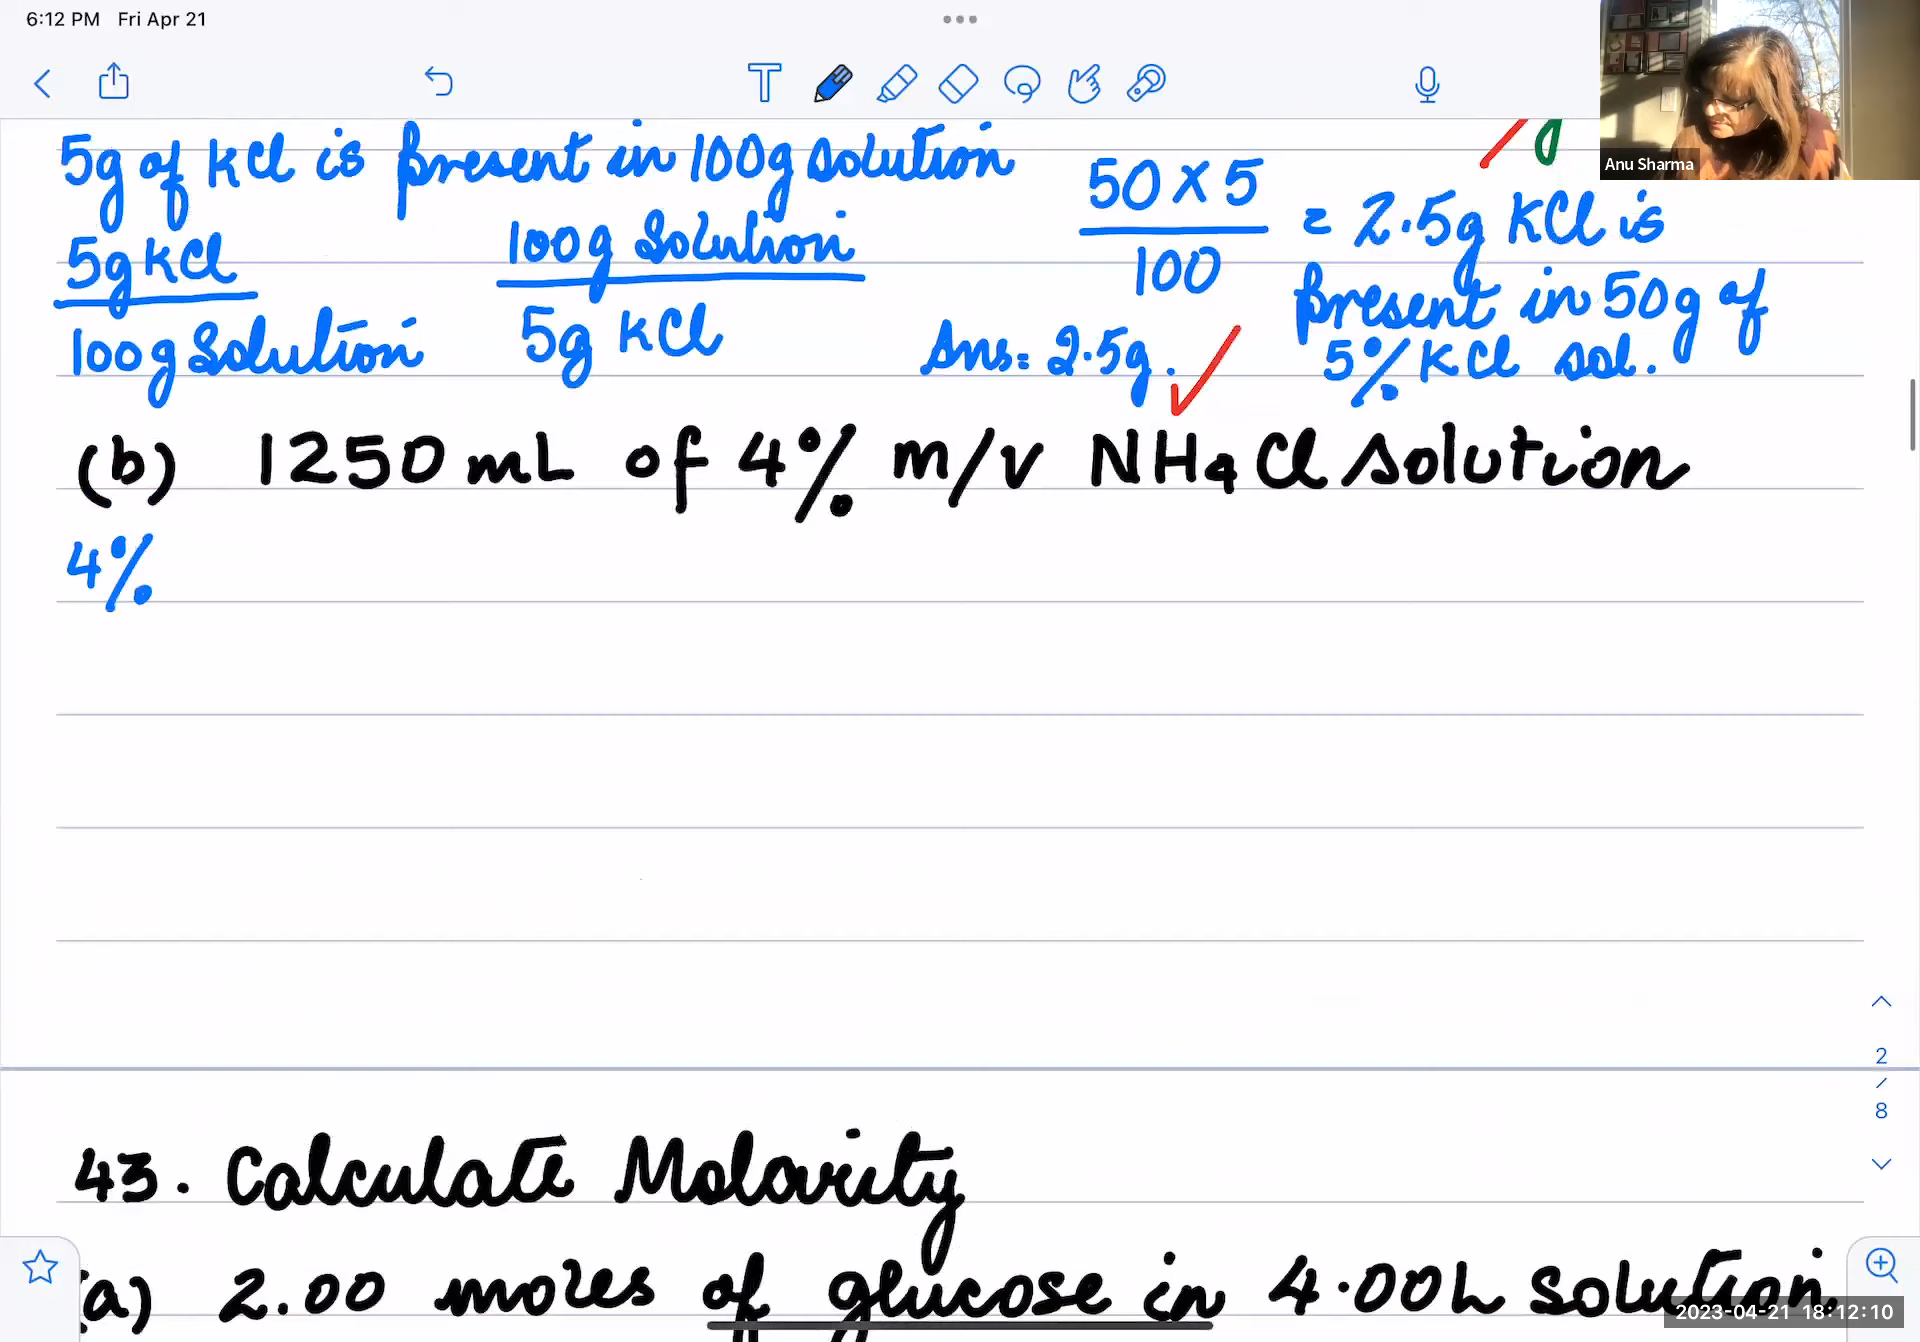 6:12 PM Fri Apr 21
Anu Sharma
5g of KCl is present in 100g solution
5g KCl
100g Solution
100g Solution
5g KCl
50 X 5
100
= 2.5g KCl is
present in 50g of
5% KCl sol.
Ans = 2.5g.
(b) 1250 mL of 4% m/v NH4Cl solution
4%
2
/
8
43. Calculate Molarity
(a) 2.00 moles of glucose in 4.00L solution.
2023-04-21 18:12:10